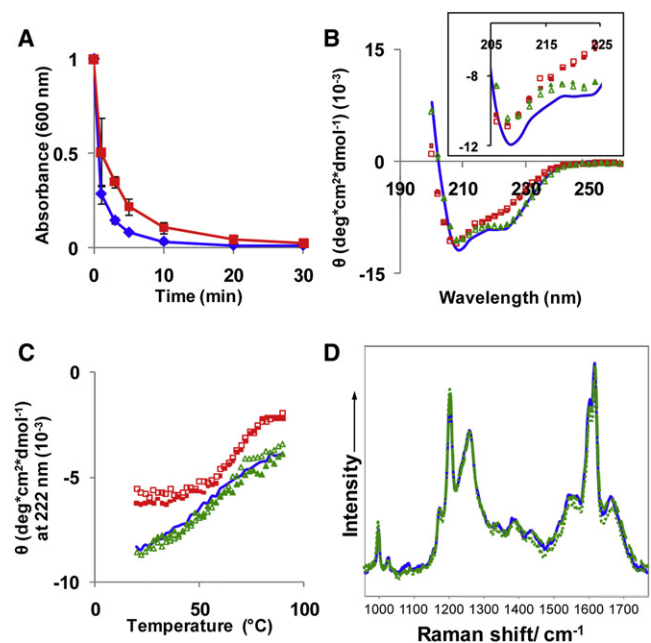 A
Absorbance (600 nm)
1
0.5
0
0 10 20 30
Time (min)
B
θ (deg*cm²*dmol⁻¹) (10⁻³)
15
0
-15
190 210 230 250
Wavelength (nm)
205 215 225
-8
-12
C
θ (deg*cm²*dmol⁻¹)
at 222 nm (10⁻³)
0
-5
-10
0 50 100
Temperature (°C)
D
Intensity
1000 1100 1200 1300 1400 1500 1600 1700
Raman shift/ cm⁻¹